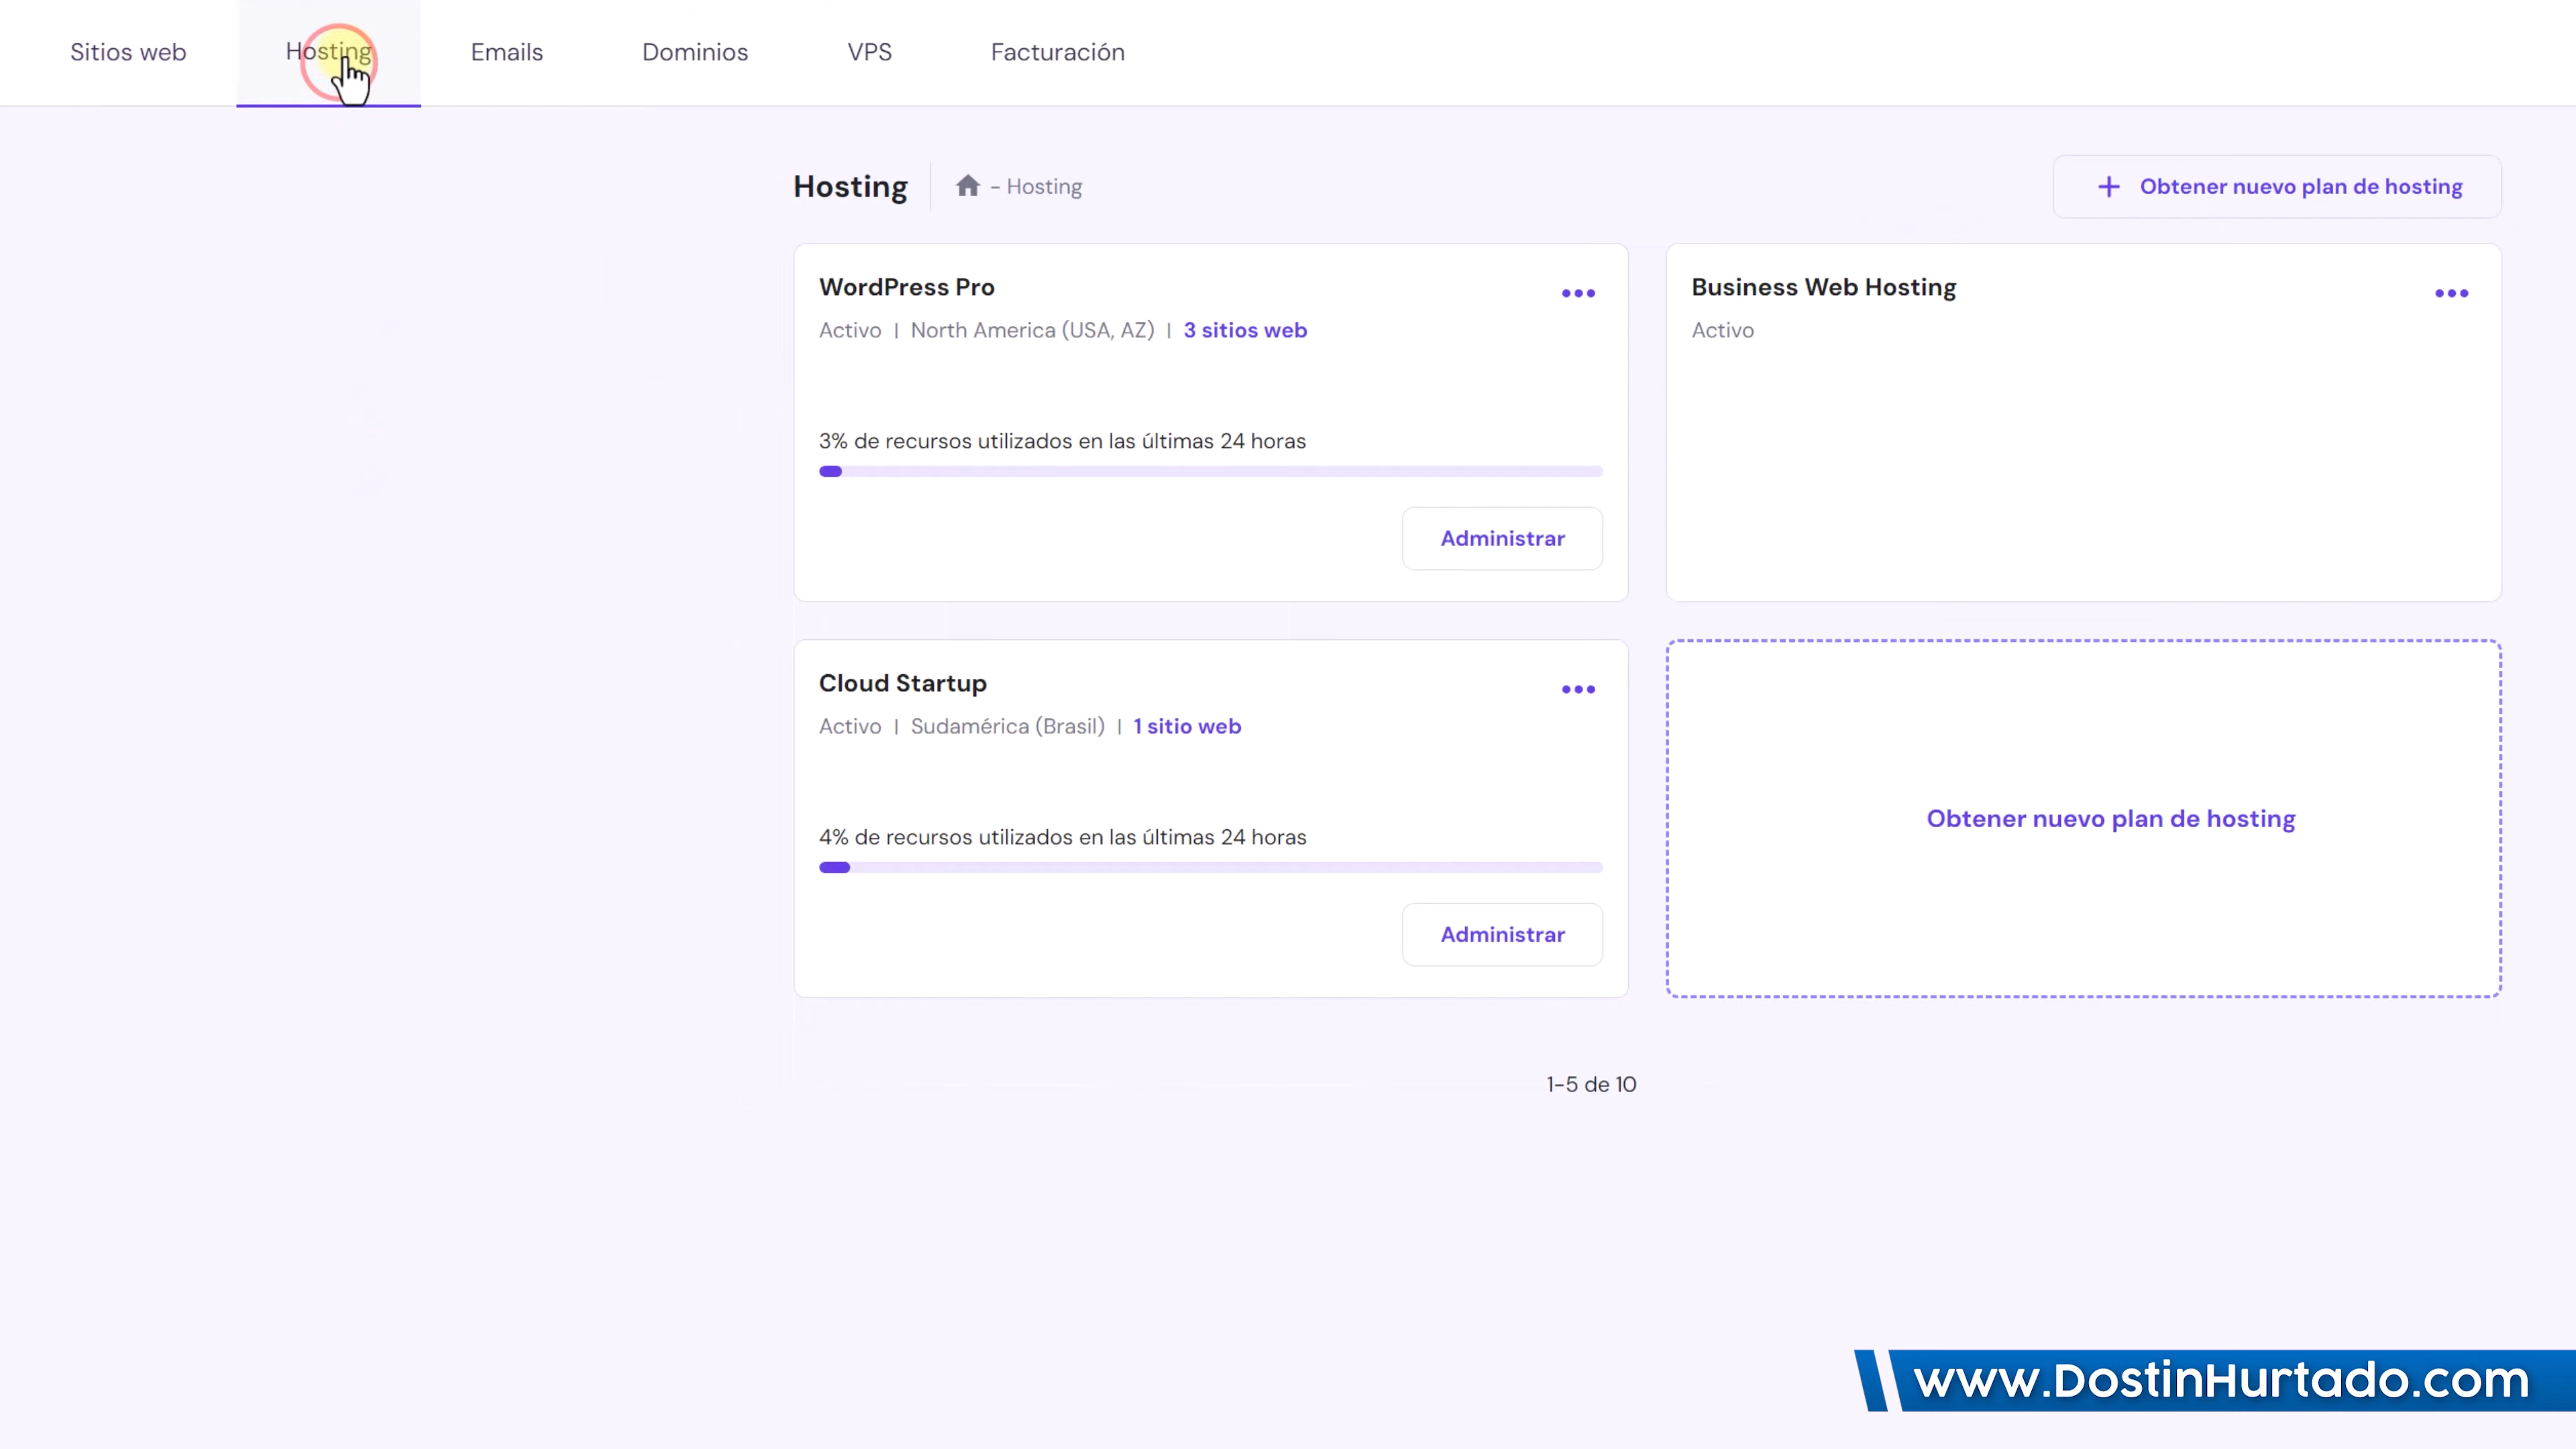 Sitios web
Hosting
Emails
Dominios
VPS
Facturación
Hosting
- Hosting
Obtener nuevo plan de hosting
WordPress Pro
Activo | North America (USA, AZ) | 3 sitios web
3% de recursos utilizados en las últimas 24 horas
Administrar
Business Web Hosting
Activo
Cloud Startup
Activo | Sudamérica (Brasil) | 1 sitio web
4% de recursos utilizados en las últimas 24 horas
Administrar
Obtener nuevo plan de hosting
1-5 de 10
www.DostinHurtado.com